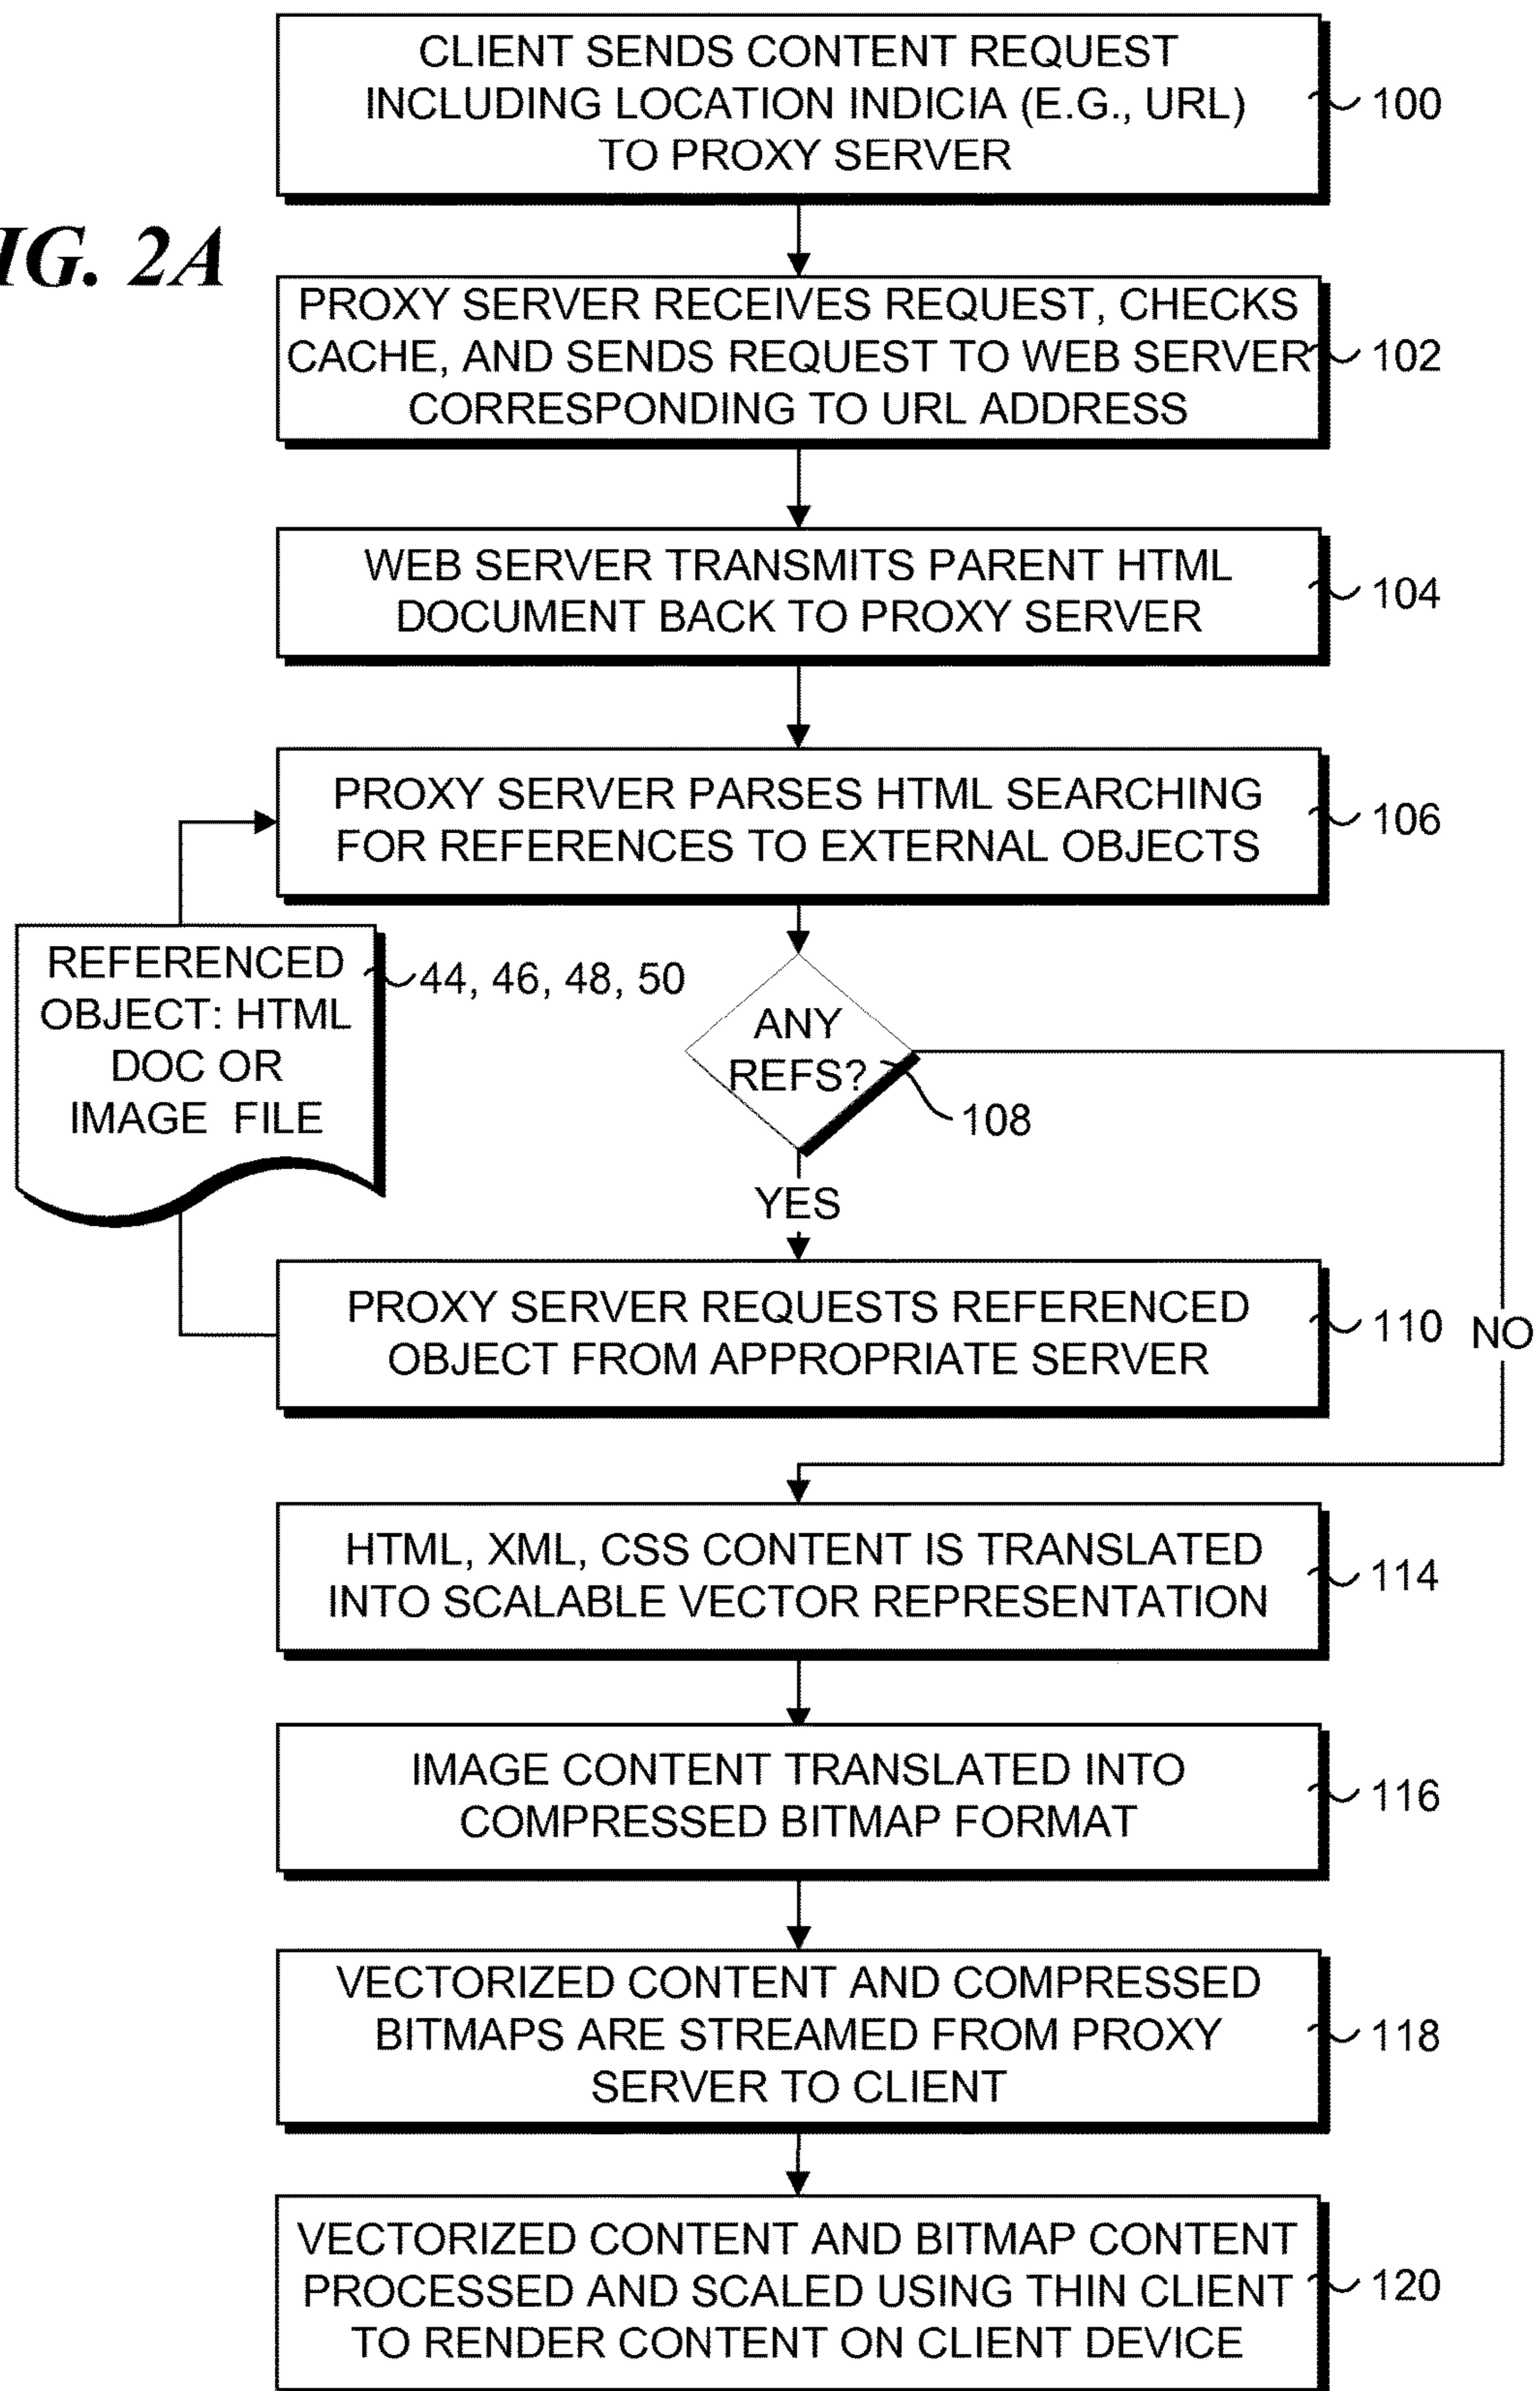 CLIENT SENDS CONTENT REQUEST
INCLUDING LOCATION INDICIA (E.G., URL)
TO PROXY SERVER
100
IG. 2A
PROXY SERVER RECEIVES REQUEST, CHECKS
CACHE, AND SENDS REQUEST TO WEB SERVER
CORRESPONDING TO URL ADDRESS
102
WEB SERVER TRANSMITS PARENT HTML
DOCUMENT BACK TO PROXY SERVER
104
PROXY SERVER PARSES HTML SEARCHING
FOR REFERENCES TO EXTERNAL OBJECTS
106
REFERENCED
OBJECT: HTML
DOC OR
IMAGE FILE
44, 46, 48, 50
ANY
REFS?
108
YES
PROXY SERVER REQUESTS REFERENCED
OBJECT FROM APPROPRIATE SERVER
110
NO
HTML, XML, CSS CONTENT IS TRANSLATED
INTO SCALABLE VECTOR REPRESENTATION
114
IMAGE CONTENT TRANSLATED INTO
COMPRESSED BITMAP FORMAT
116
VECTORIZED CONTENT AND COMPRESSED
BITMAPS ARE STREAMED FROM PROXY
SERVER TO CLIENT
118
VECTORIZED CONTENT AND BITMAP CONTENT
PROCESSED AND SCALED USING THIN CLIENT
TO RENDER CONTENT ON CLIENT DEVICE
120